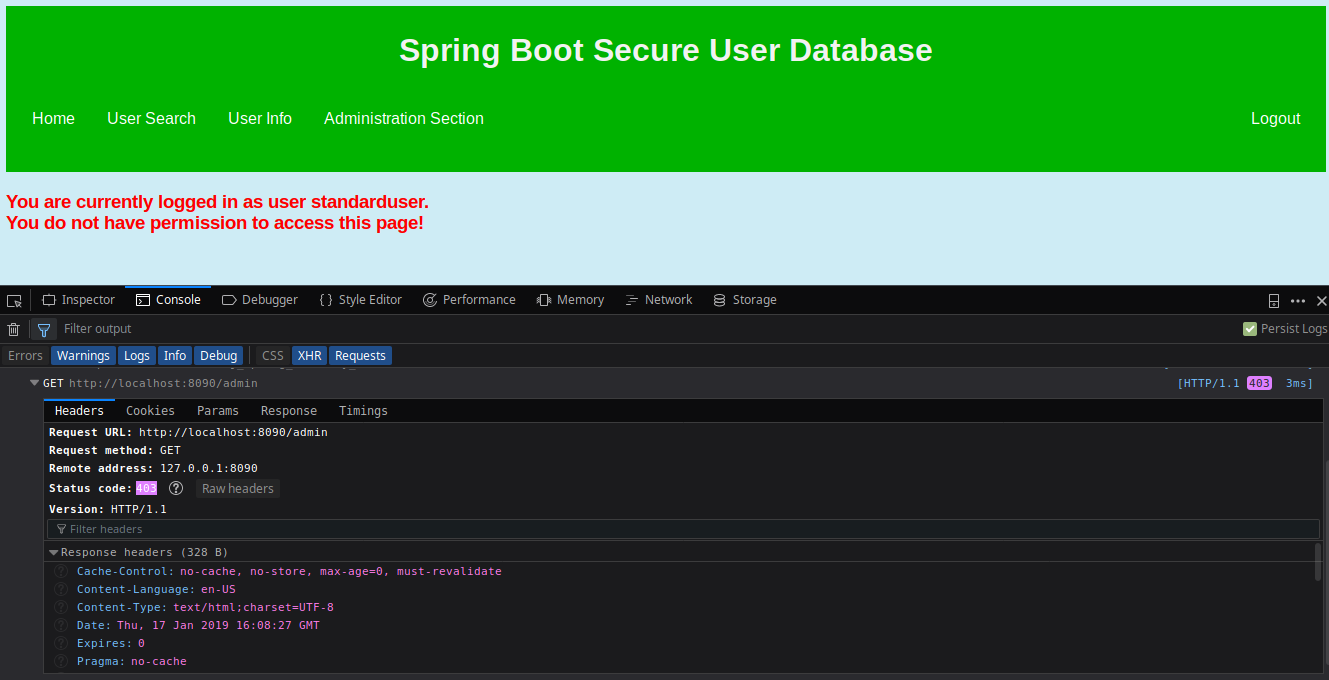 Spring Boot Secure User Database
Home User Search User Info Administration Section Logout
You are currently logged in as user standarduser.
You do not have permission to access this page!
Inspector Console Debugger Style Editor Performance Memory Network Storage
Filter output Persist Logs
Errors Warnings Logs Info Debug CSS XHR Requests
GET http://localhost:8090/admin [HTTP/1.1 403 3ms]
Headers Cookies Params Response Timings
Request URL: http://localhost:8090/admin
Request method: GET
Remote address: 127.0.0.1:8090
Status code: 403 ? Raw headers
Version: HTTP/1.1
Filter headers
Response headers (328 B)
? Cache-Control: no-cache, no-store, max-age=0, must-revalidate
? Content-Language: en-US
? Content-Type: text/html;charset=UTF-8
? Date: Thu, 17 Jan 2019 16:08:27 GMT
? Expires: 0
? Pragma: no-cache